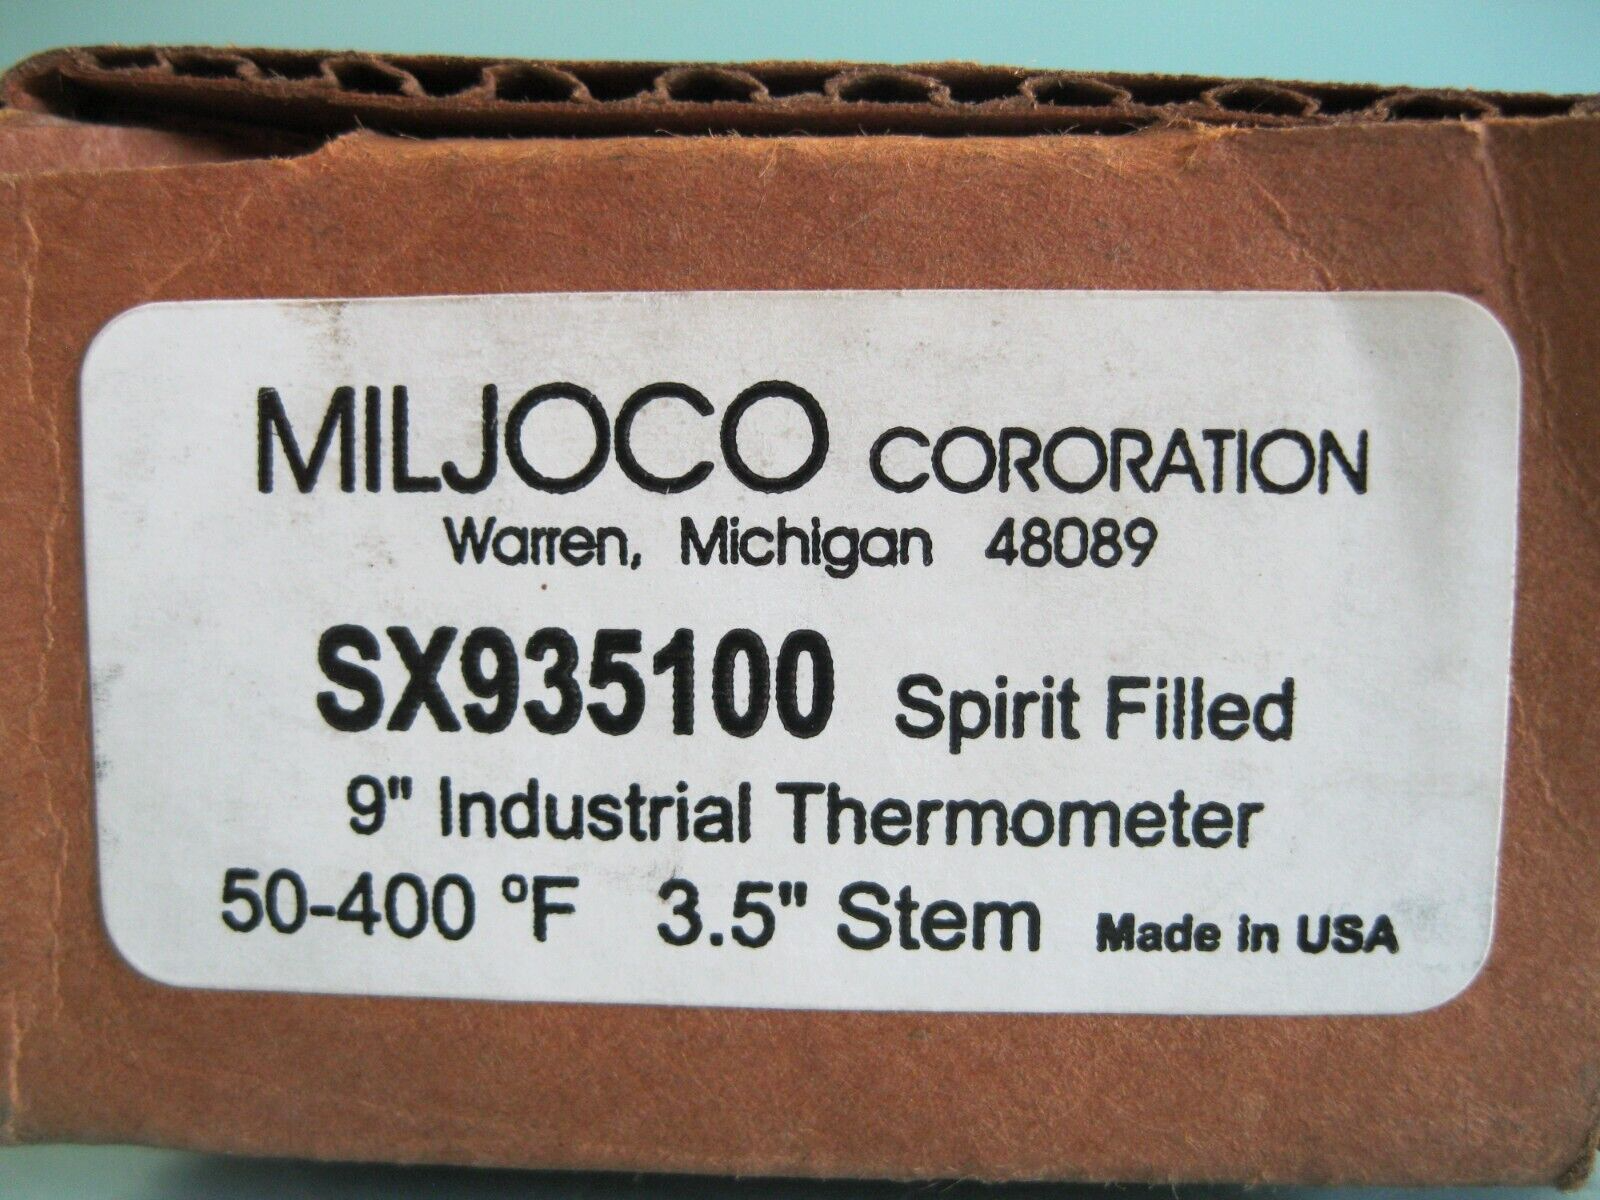 MILJOCO CORORATION
Warren, Michigan 48089
SX935100 Spirit Filled
9" Industrial Thermometer
50-400 °F 3.5" Stem Made in USA